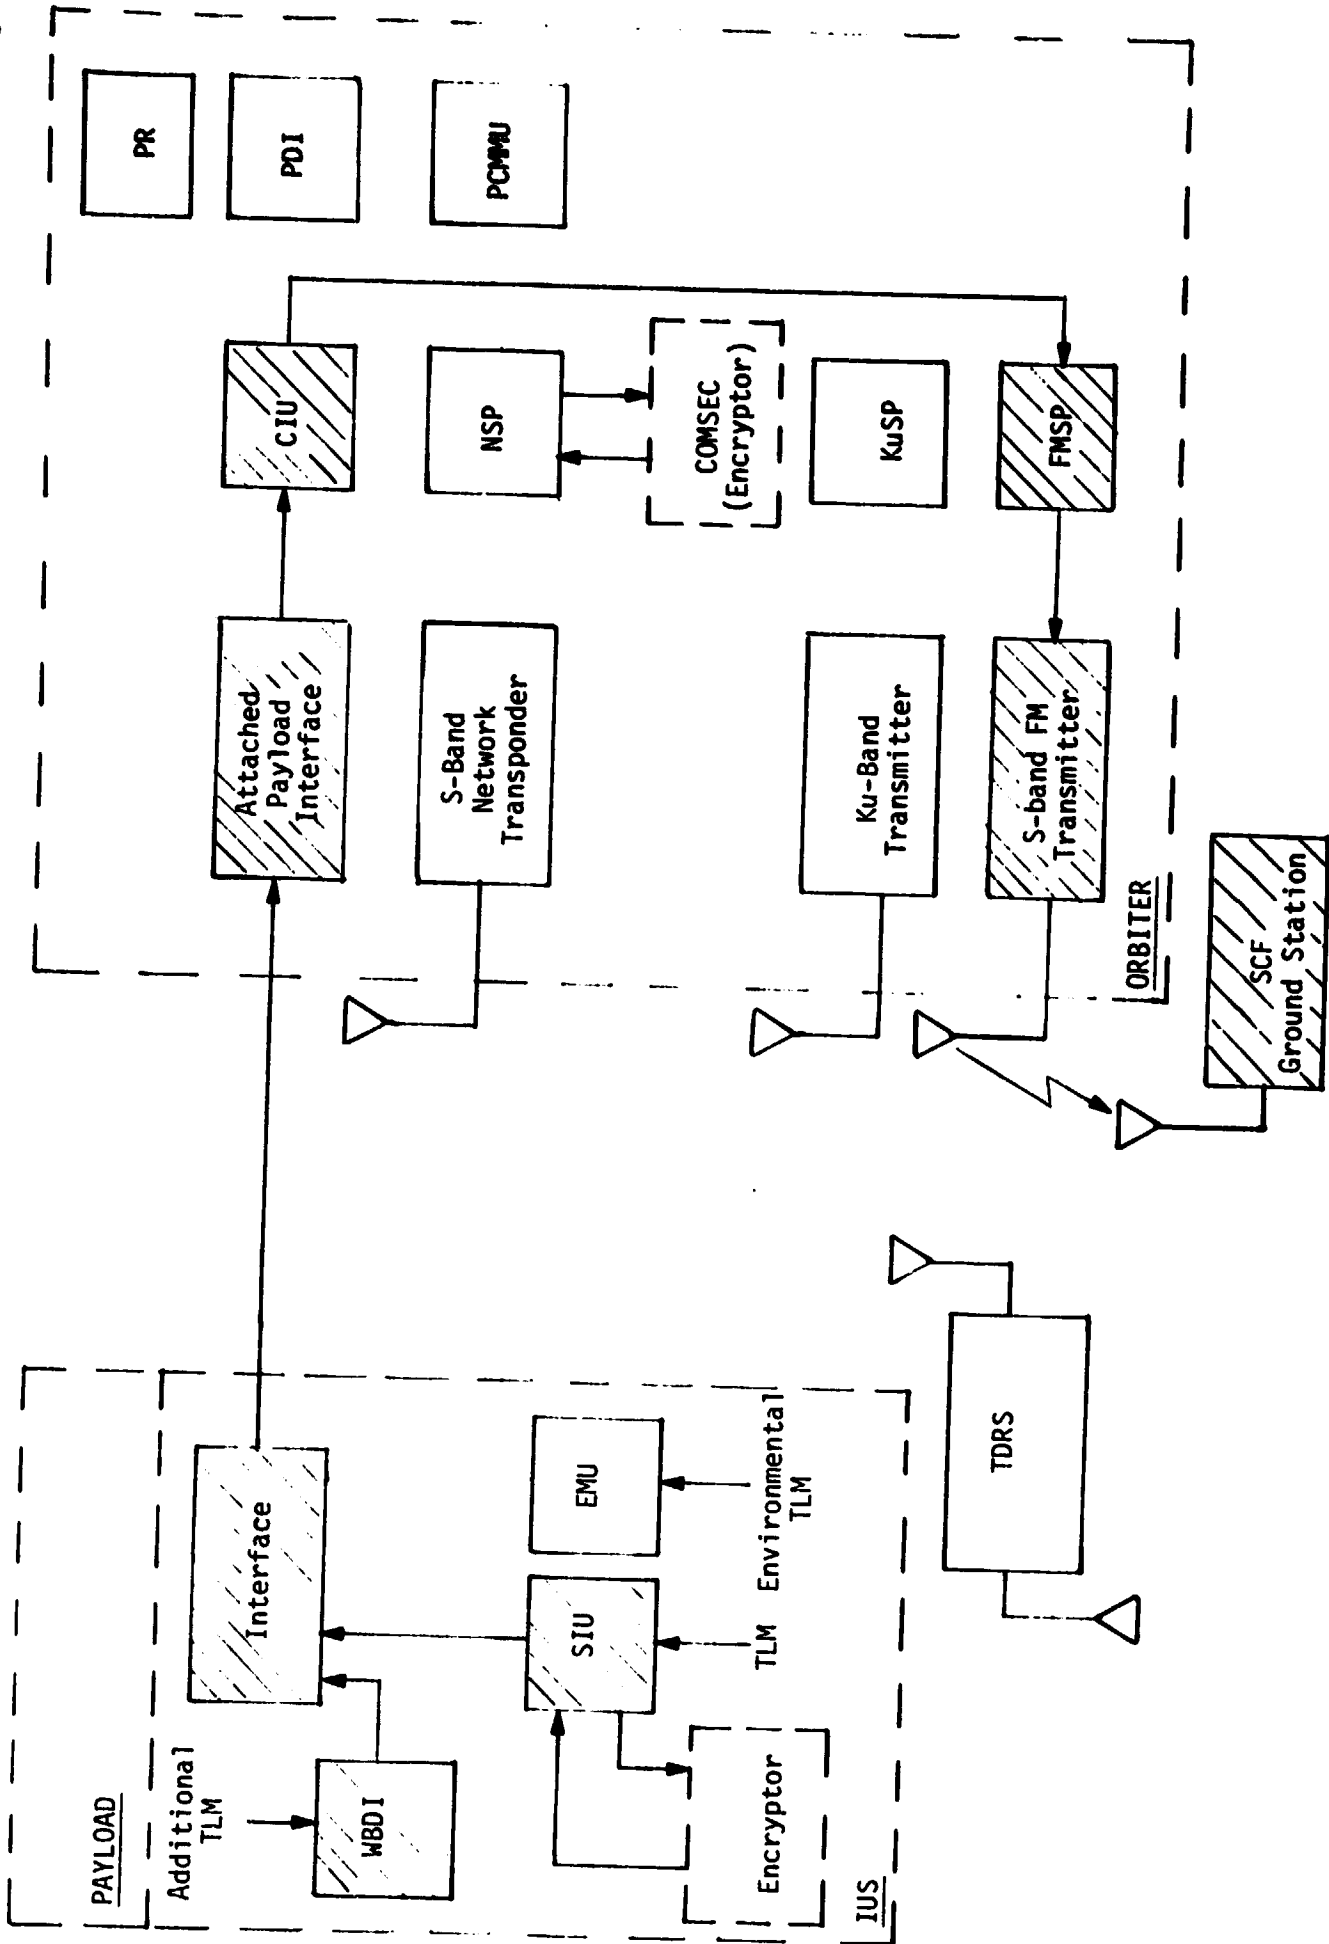 PAYLOAD
Additional
TLM
WBDI
Interface
SIU
EMU
TLM
Environmental
TLM
Encryptor
IUS
TDRS
Attached
Payload
Interface
CIU
PR
PDI
S-Band
Network
Transponder
NSP
PCMMU
COMSEC
(Encryptor)
Ku-Band
Transmitter
KuSP
S-band FM
Transmitter
FMSP
ORBITER
SCF
Ground Station